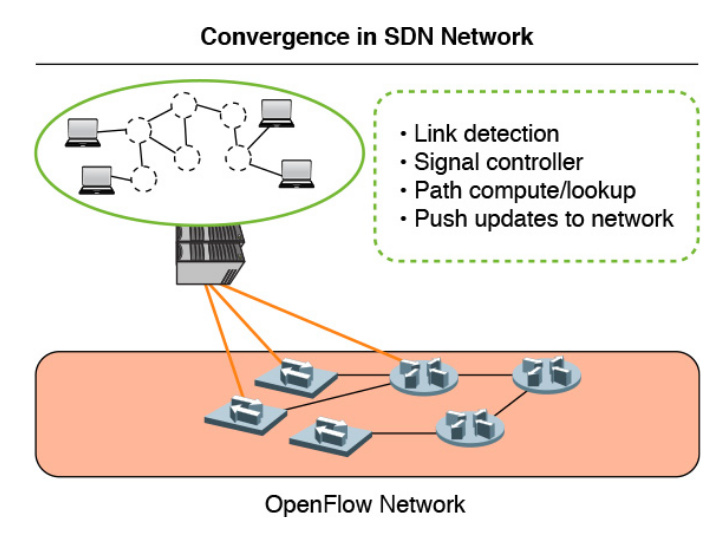 Convergence in SDN Network
• Link detection
• Signal controller
• Path compute/lookup
• Push updates to network
OpenFlow Network